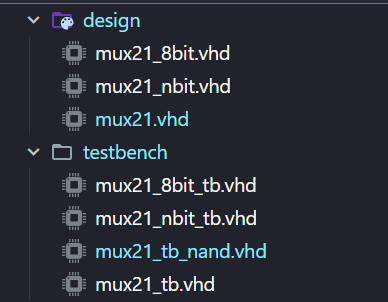 design
mux21_8bit.vhd
mux21_nbit.vhd
mux21.vhd
testbench
mux21_8bit_tb.vhd
mux21_nbit_tb.vhd
mux21_tb_nand.vhd
mux21_tb.vhd